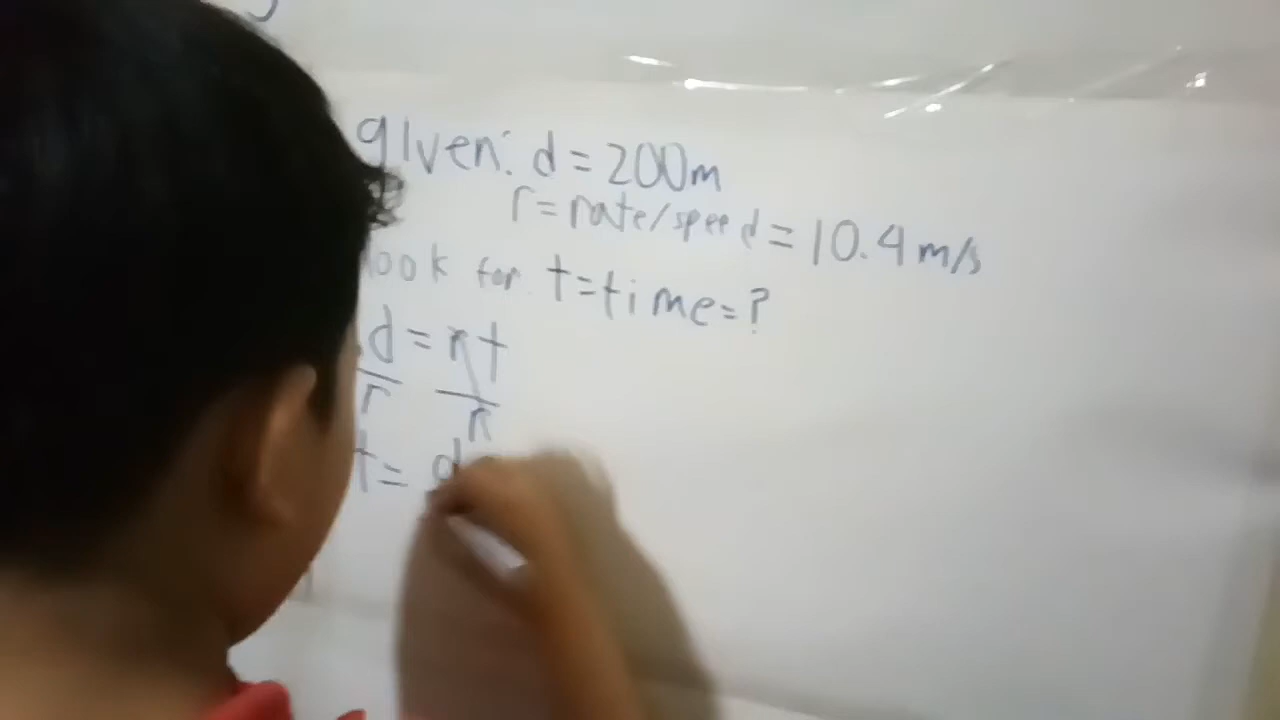 given: d = 200m
r = rate/speed = 10.4 m/s
look for t = time = ?
d = rt
r r
t = d